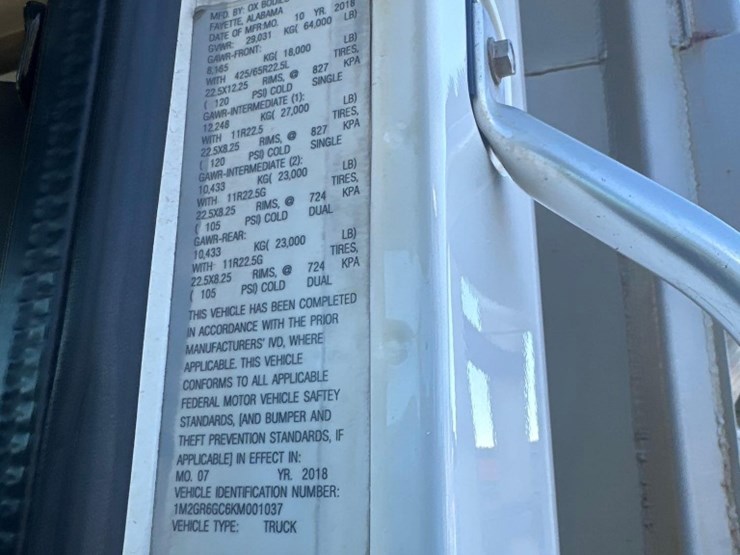 MFD. BY: OX BODIES
FAYETTE, ALABAMA
DATE OF MFR:MO. 10 YR. 2018
GVWR: 29,031 KG( 64,000 LB)
GAWR-FRONT:
8,165 KG( 18,000 LB)
WITH 425/65R22.5L TIRES,
22.5X12.25 RIMS, @ 827 KPA
( 120 PSI) COLD SINGLE
GAWR-INTERMEDIATE (1):
12,248 KG( 27,000 LB)
WITH 11R22.5 TIRES,
22.5X8.25 RIMS, @ 827 KPA
( 120 PSI) COLD SINGLE
GAWR-INTERMEDIATE (2):
10,433 KG( 23,000 LB)
WITH 11R22.5G TIRES,
22.5X8.25 RIMS, @ 724 KPA
( 105 PSI) COLD DUAL
GAWR-REAR:
10,433 KG( 23,000 LB)
WITH 11R22.5G TIRES,
22.5X8.25 RIMS, @ 724 KPA
( 105 PSI) COLD DUAL
THIS VEHICLE HAS BEEN COMPLETED
IN ACCORDANCE WITH THE PRIOR
MANUFACTURERS' IVD, WHERE
APPLICABLE. THIS VEHICLE
CONFORMS TO ALL APPLICABLE
FEDERAL MOTOR VEHICLE SAFTEY
STANDARDS, [AND BUMPER AND
THEFT PREVENTION STANDARDS, IF
APPLICABLE] IN EFFECT IN:
MO. 07 YR. 2018
VEHICLE IDENTIFICATION NUMBER:
1M2GR6GC6KM001037
VEHICLE TYPE: TRUCK